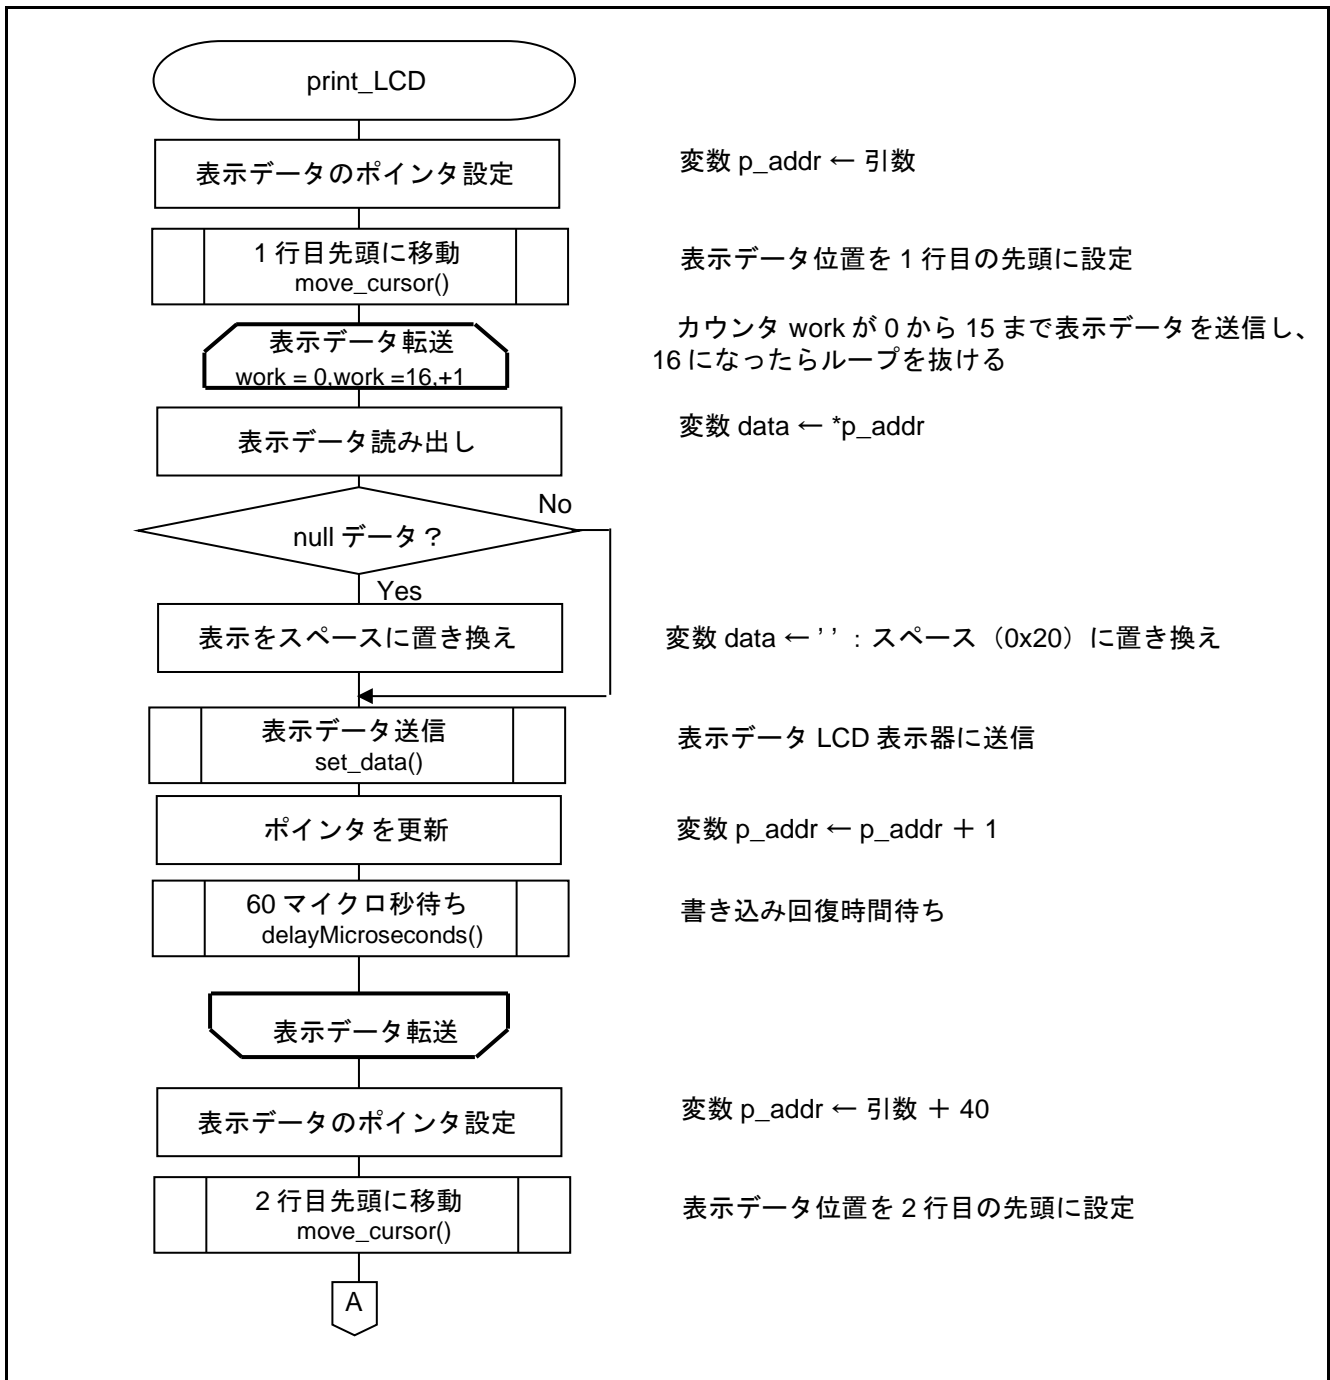 print_LCD
表示データのポインタ設定
変数 p_addr ← 引数
1 行目先頭に移動
move_cursor()
表示データ位置を 1 行目の先頭に設定
表示データ転送
work = 0,work =16,+1
カウンタ work が 0 から 15 まで表示データを送信し、
16 になったらループを抜ける
表示データ読み出し
変数 data ← *p_addr
null データ？
No
Yes
表示をスペースに置き換え
変数 data ← ’ ’ ：スペース（0x20）に置き換え
表示データ送信
set_data()
表示データ LCD 表示器に送信
ポインタを更新
変数 p_addr ← p_addr ＋ 1
60 マイクロ秒待ち
delayMicroseconds()
書き込み回復時間待ち
表示データ転送
表示データのポインタ設定
変数 p_addr ← 引数 ＋ 40
2 行目先頭に移動
move_cursor()
表示データ位置を 2 行目の先頭に設定
A